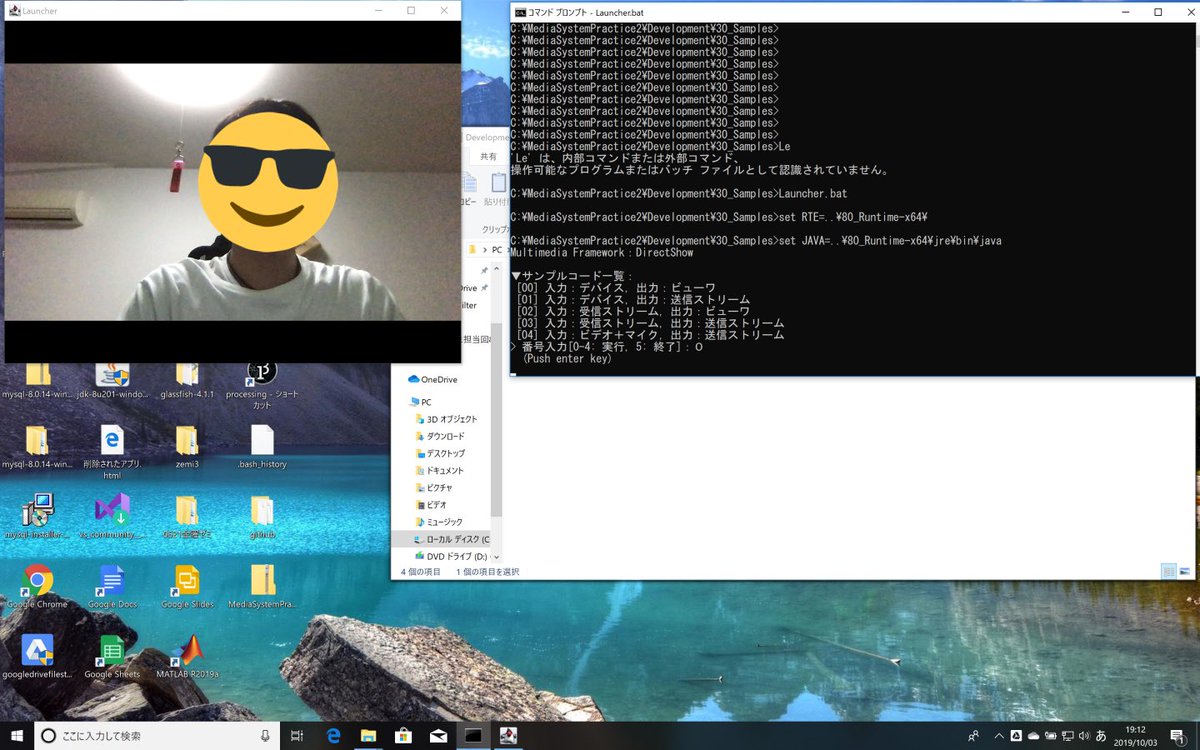 Launcher
コマンド プロンプト - Launcher.bat
C:¥MediaSystemPractice2¥Development¥30_Samples>
C:¥MediaSystemPractice2¥Development¥30_Samples>
C:¥MediaSystemPractice2¥Development¥30_Samples>
C:¥MediaSystemPractice2¥Development¥30_Samples>
C:¥MediaSystemPractice2¥Development¥30_Samples>
C:¥MediaSystemPractice2¥Development¥30_Samples>
C:¥MediaSystemPractice2¥Development¥30_Samples>
C:¥MediaSystemPractice2¥Development¥30_Samples>
C:¥MediaSystemPractice2¥Development¥30_Samples>
C:¥MediaSystemPractice2¥Development¥30_Samples>
C:¥MediaSystemPractice2¥Development¥30_Samples>Le
'Le' は、内部コマンドまたは外部コマンド、
操作可能なプログラムまたはバッチ ファイルとして認識されていません。
C:¥MediaSystemPractice2¥Development¥30_Samples>Launcher.bat
C:¥MediaSystemPractice2¥Development¥30_Samples>set RTE=..¥80_Runtime-x64¥
C:¥MediaSystemPractice2¥Development¥30_Samples>set JAVA=..¥80_Runtime-x64¥jre¥bin¥java
Multimedia Framework : DirectShow
▼サンプルコード一覧：
[00] 入力：デバイス, 出力：ビューワ
[01] 入力：デバイス, 出力：送信ストリーム
[02] 入力：受信ストリーム, 出力：ビューワ
[03] 入力：受信ストリーム, 出力：送信ストリーム
[04] 入力：ビデオ＋マイク, 出力：送信ストリーム
> 番号入力[0-4: 実行, 5: 終了]：0
(Push enter key)
Developme
共有
コピー
貼り付
クリップ
PC
OneDrive
PC
3D オブジェクト
ダウンロード
デスクトップ
ドキュメント
ピクチャ
ビデオ
ミュージック
ローカル ディスク (C
DVD ドライブ (D:)
4 個の項目 1 個の項目を選択
mysql-8.0.14-win...
jdk-8u201-windo...
glassfish-4.1.1
processing - ショート
カット
mysql-8.0.14-win...
削除されたアプリ.
html
zemi3
.bash_history
mysql-installer-...
vs_community_...
github
Google Chrome
Google Docs
Google Slides
MediaSystemPra...
googledrivefilest...
Google Sheets
MATLAB R2019a
ここに入力して検索
あ
19:12
2019/10/03